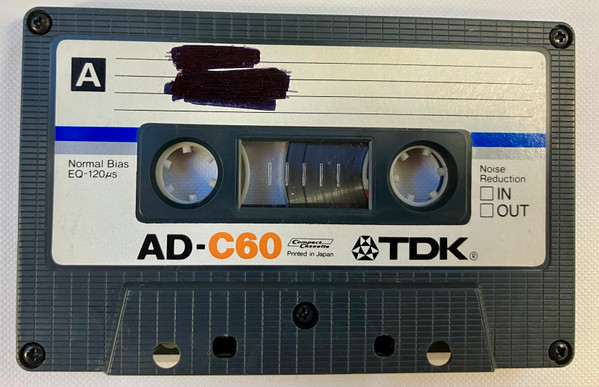 A
Normal Bias
EQ-120µs
Noise
Reduction
IN
OUT
AD-C60
Compact
Cassette
Printed in Japan
TDK®